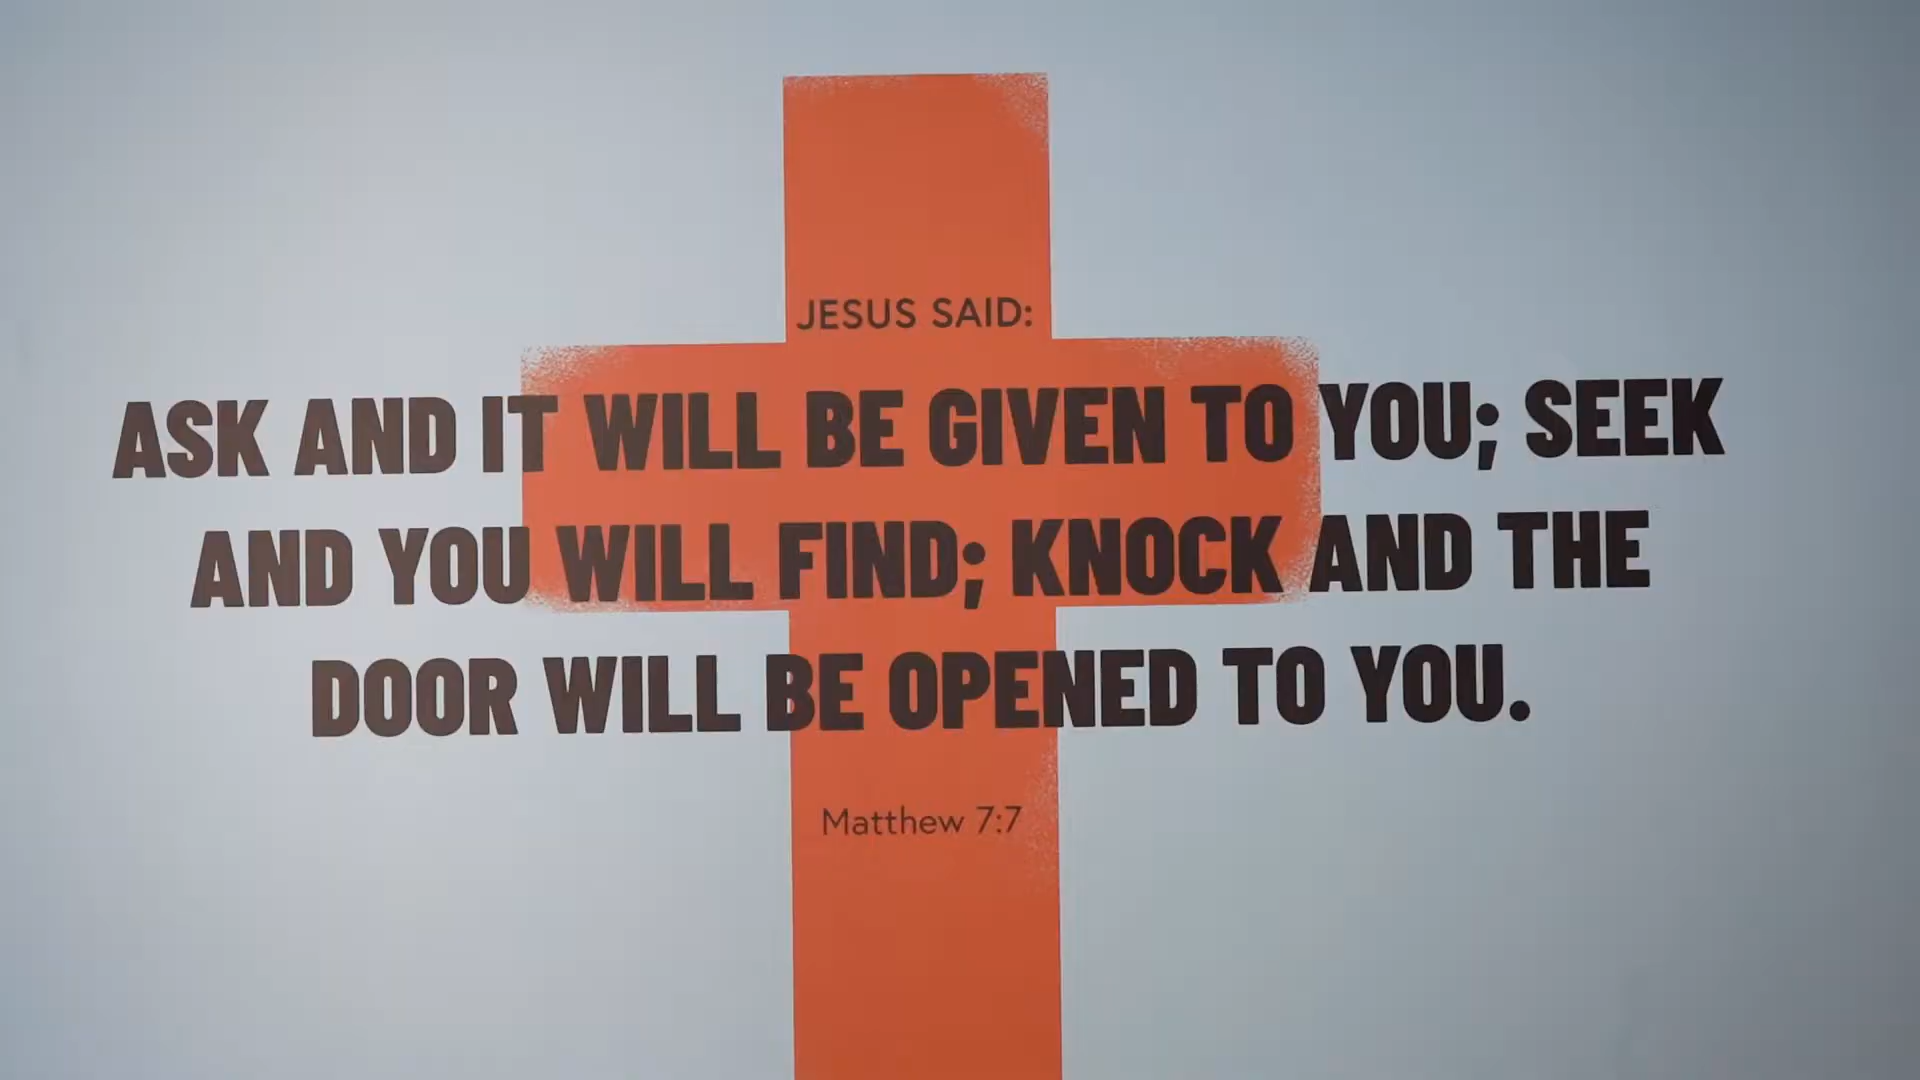 JESUS SAID:
ASK AND IT WILL BE GIVEN TO YOU; SEEK
AND YOU WILL FIND; KNOCK AND THE
DOOR WILL BE OPENED TO YOU.
Matthew 7:7